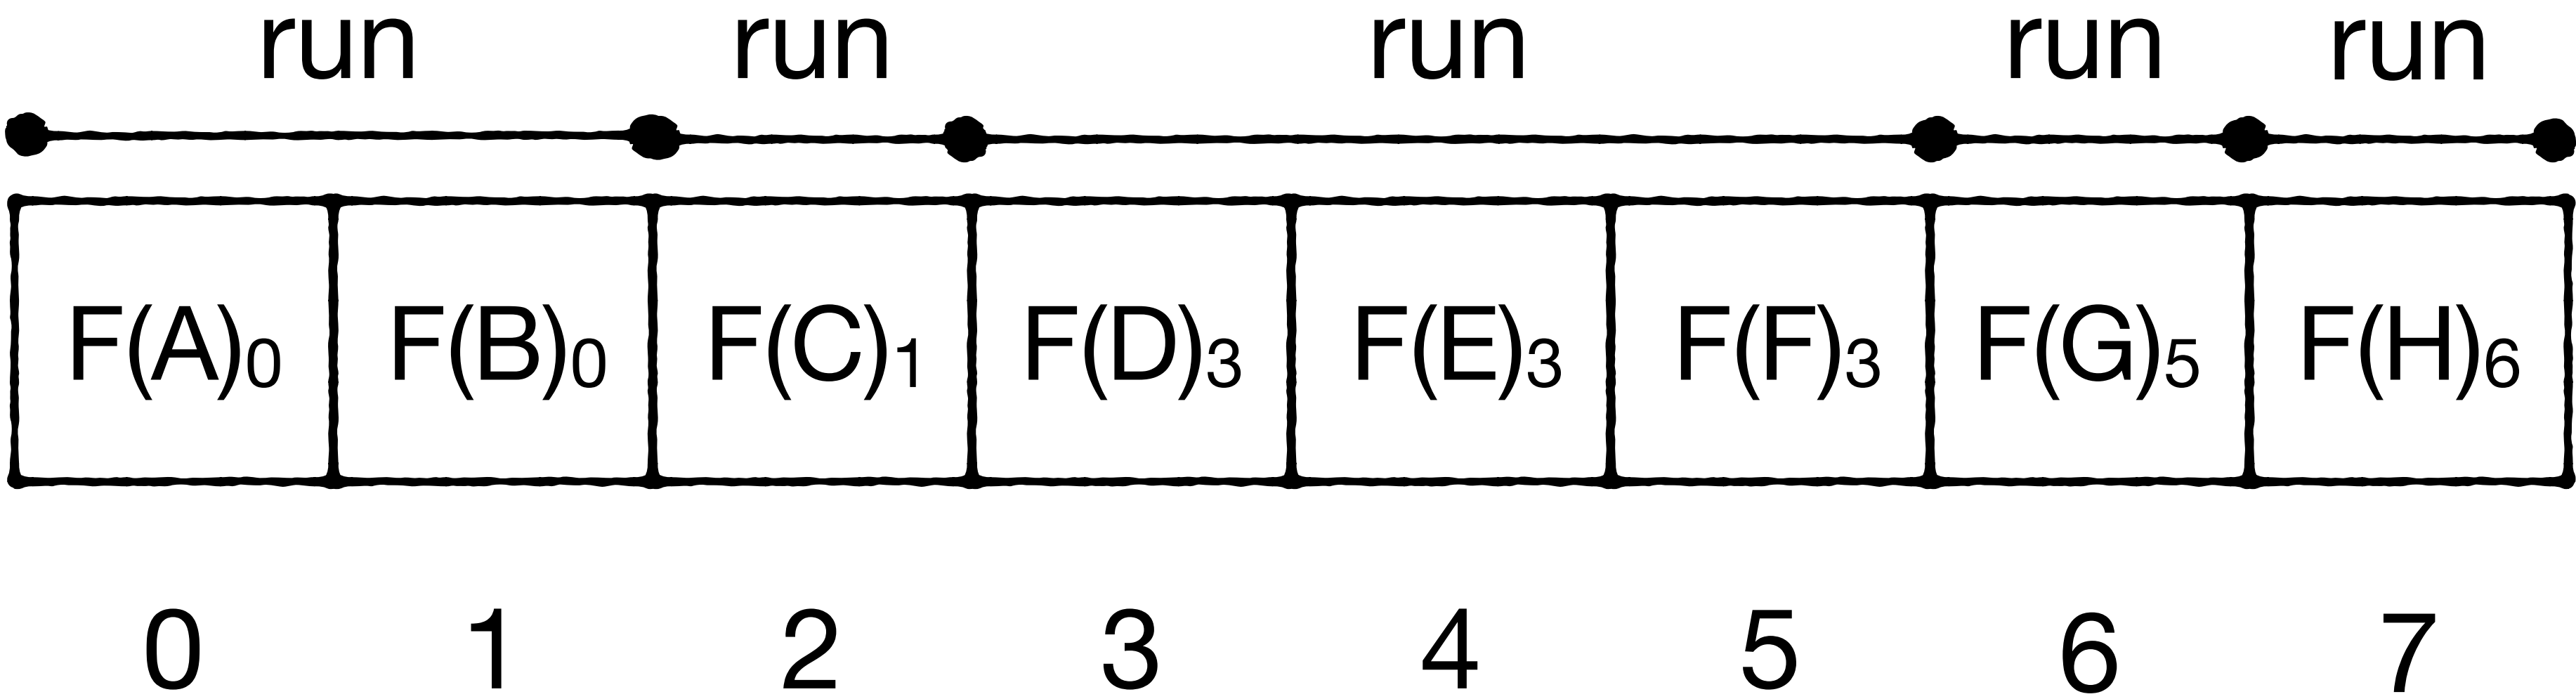 run run run run run
F(A)₀ F(B)₀ F(C)₁ F(D)₃ F(E)₃ F(F)₃ F(G)₅ F(H)₆
0 1 2 3 4 5 6 7